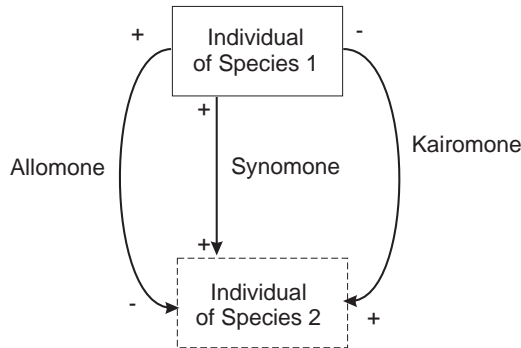 +
Individual
of Species 1
-
+
Allomone
Synomone
Kairomone
+
-
Individual
of Species 2
+